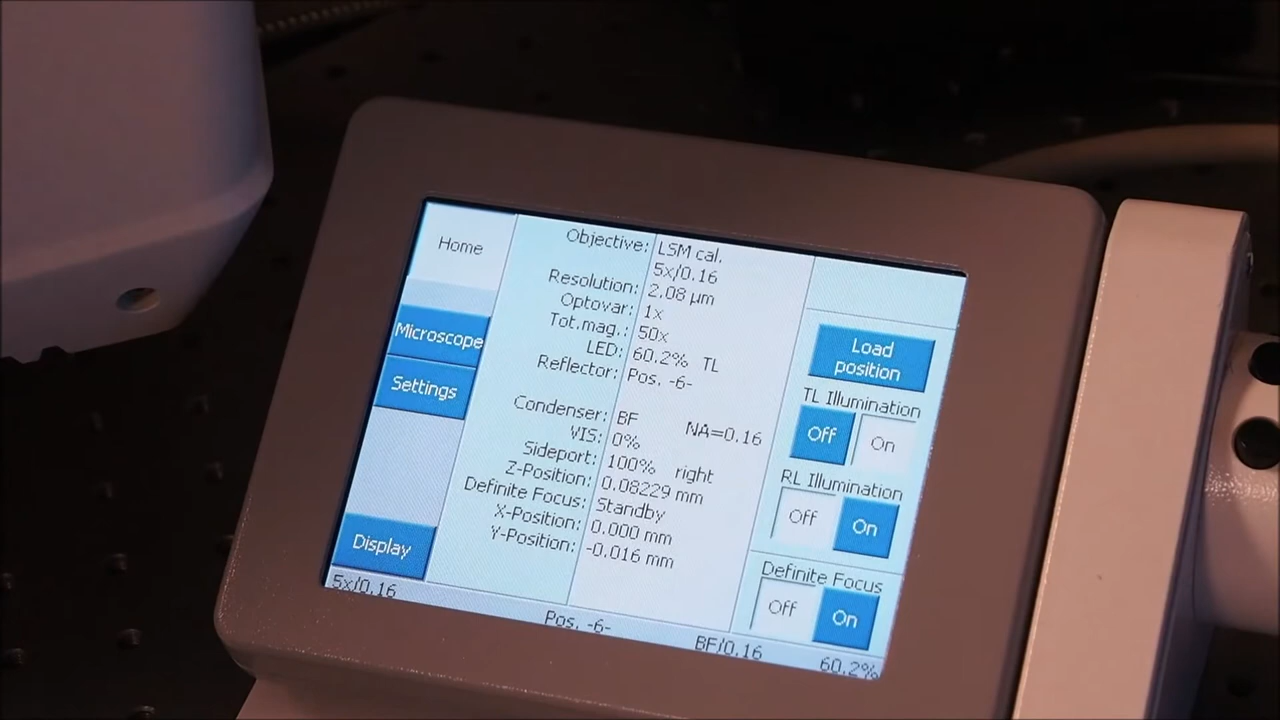 Home
Microscope
Settings
Display
Objective: LSM cal.
5x/0.16
Resolution: 2.08 µm
Optovar: 1x
Tot.mag.: 50x
LED: 60.2% TL
Reflector: Pos. -6-
Condenser: BF NA=0.16
VIS: 0%
Sideport: 100% right
Z-Position: 0.08229 mm
Definite Focus: Standby
X-Position: 0.000 mm
Y-Position: -0.016 mm
Load
position
TL Illumination
Off On
RL Illumination
Off On
Definite Focus
Off On
5x/0.16 Pos. -6- BF/0.16 60.2%